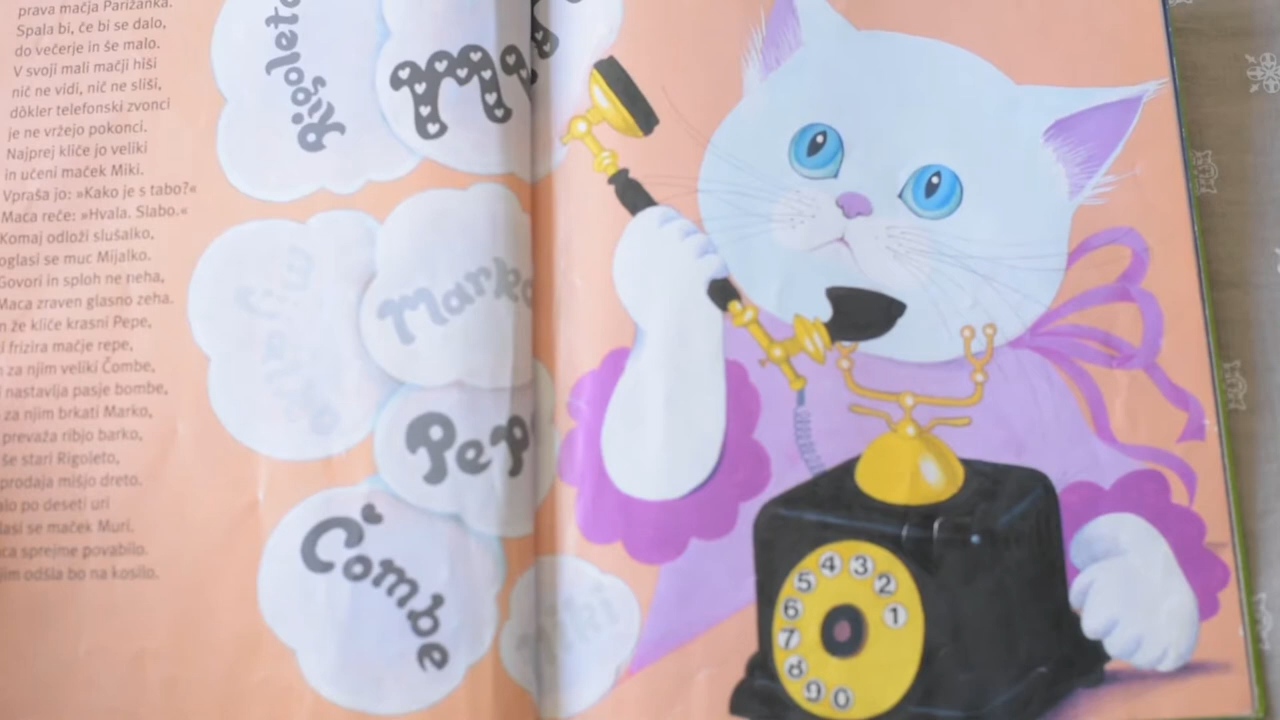 prava mačja Parižanka.
Spala bi, če bi se dalo,
do večerje in še malo.
V svoji mali mačji hiši
nič ne vidi, nič ne sliši,
dòkler telefonski zvonci
je ne vržejo pokonci.
Najprej kliče jo veliki
in učeni maček Miki.
Vpraša jo: »Kako je s tabo?«
Maca reče: »Hvala. Slabo.«
Komaj odloži slušalko,
oglasi se muc Mijalko.
Govori in sploh ne neha,
Maca zraven glasno zeha.
že kliče krasni Pepe,
frizira mačje repe,
za njim veliki Čombe,
nastavlja pasje bombe,
za njim brkati Marko,
prevaža ribjo barko,
še stari Rigoleto,
prodaja mišjo dreto.
po deseti uri
se maček Muri.
sprejme povabilo.
odšla bo na kosilo.
Rigoleto
Mu
Marko
Pepe
Čombe
Miki
4 3 2 1
5
6
7
8
9 0